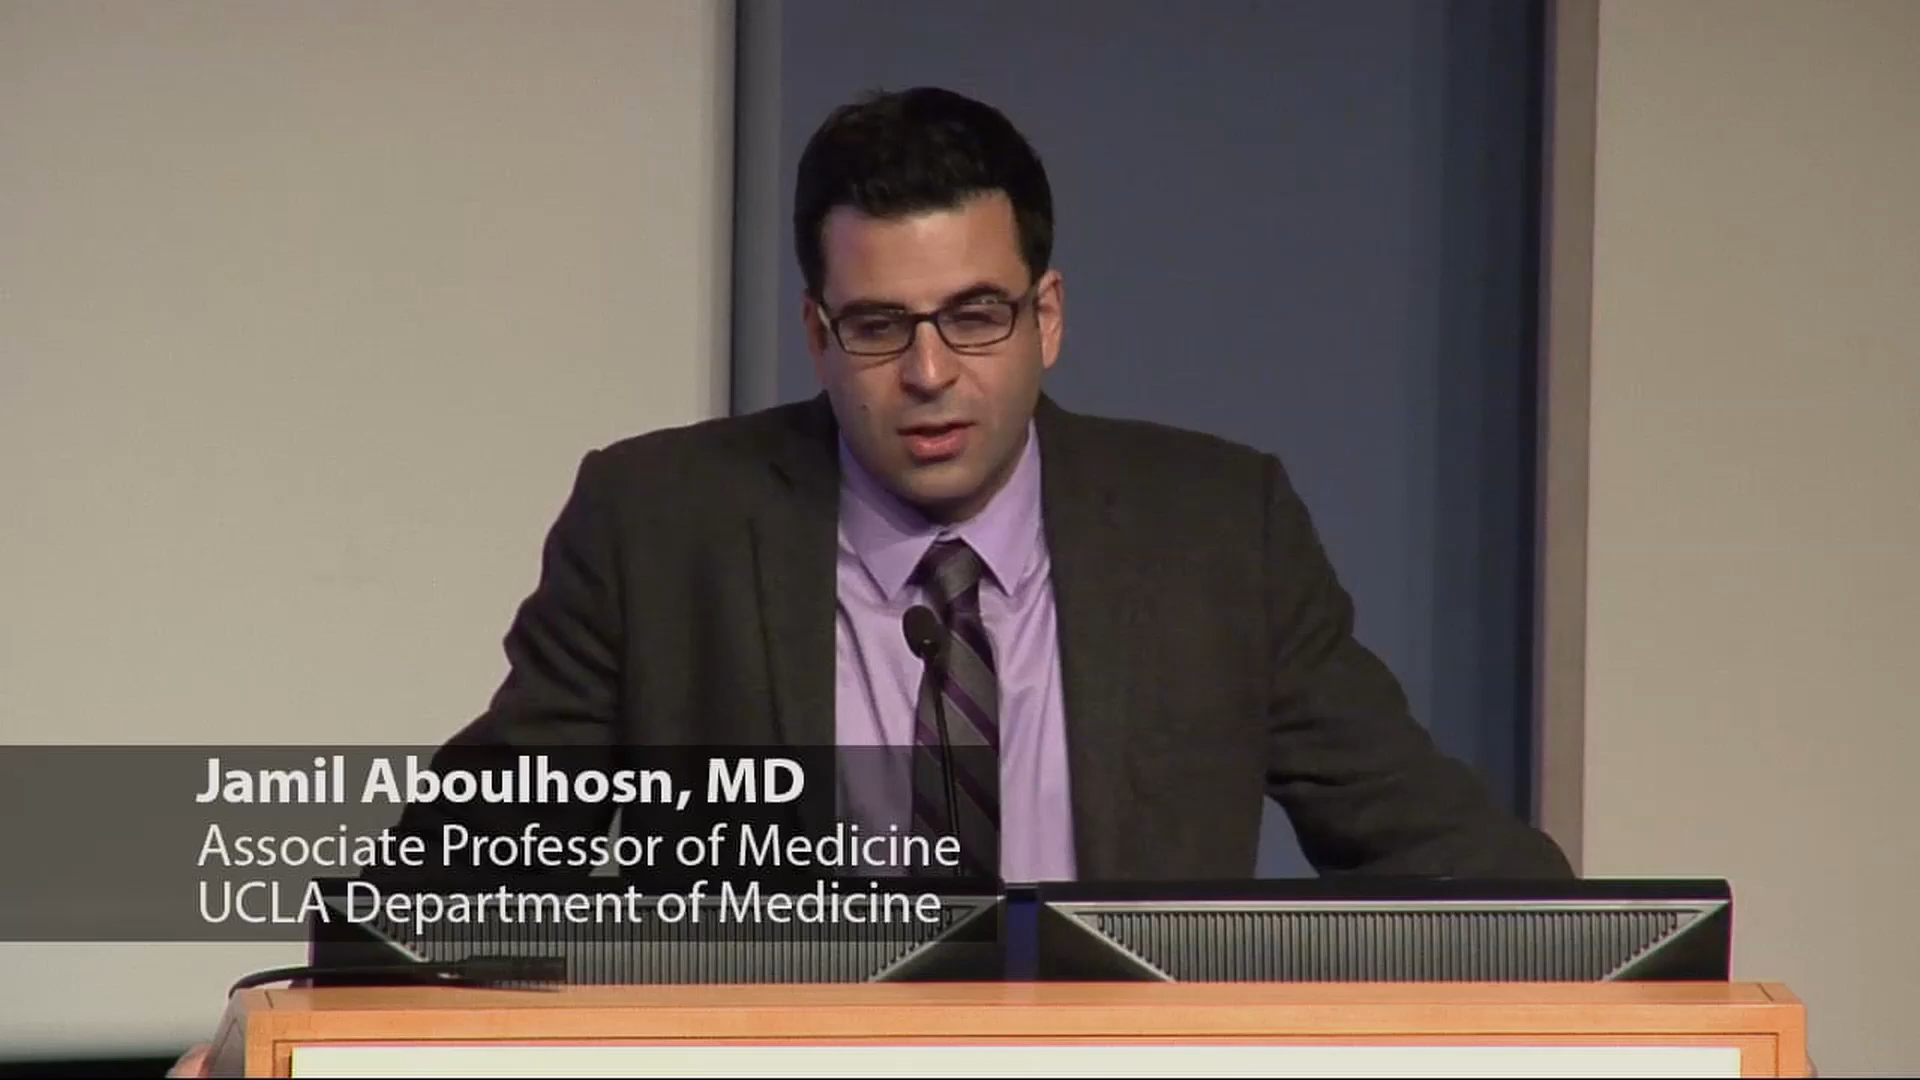 Jamil Aboulhosn, MD
Associate Professor of Medicine
UCLA Department of Medicine